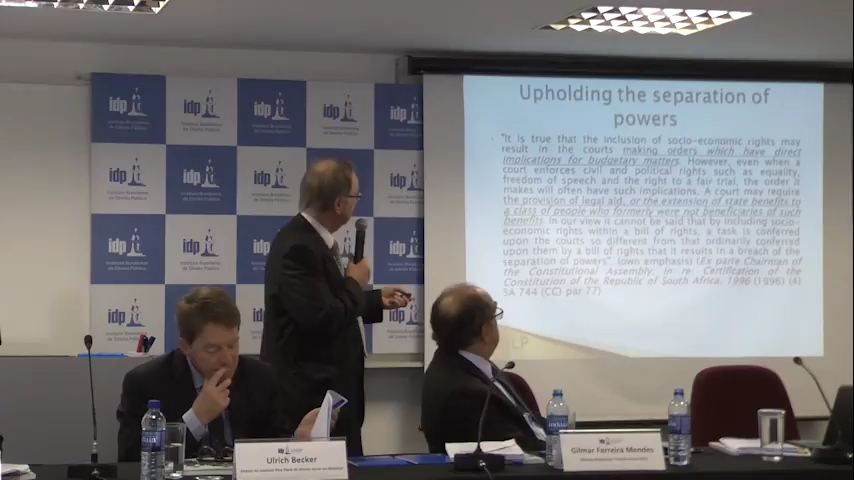 Upholding the separation of
powers
"It is true that the inclusion of socio-economic rights may
result in the courts making orders which have direct
implications for budgetary matters. However, even when a
court enforces civil and political rights such as equality,
freedom of speech and the right to a fair trial, the order it
makes will often have such implications. A court may require
the provision of legal aid, or the extension of state benefits to
a class of people who formerly were not beneficiaries of such
benefits. In our view it cannot be said that by including socio-
economic rights within a bill of rights, a task is conferred
upon the courts so different from that ordinarily conferred
upon them by a bill of rights that it results in a breach of the
separation of powers" (own emphasis) (Ex parte Chairman of
the Constitutional Assembly: In re Certification of the
Constitution of the Republic of South Africa, 1996 (1996) (4)
SA 744 (CC) par 77)
idp
Instituto Brasiliense
de Direito Público
Ulrich Becker
Gilmar Ferreira Mendes